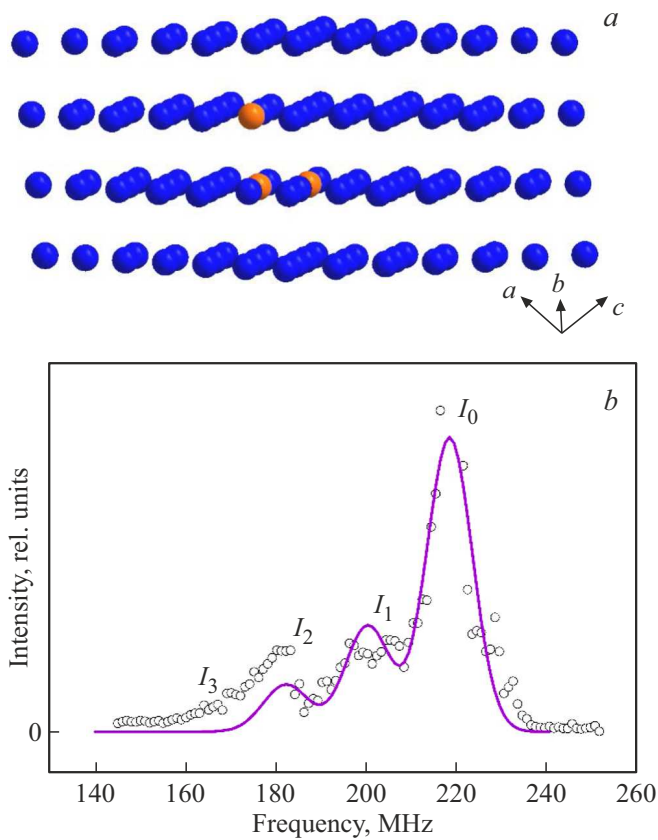 a
a
b
c
b
I0
I1
I2
I3
Intensity, rel. units
0
140 160 180 200 220 240 260
Frequency, MHz